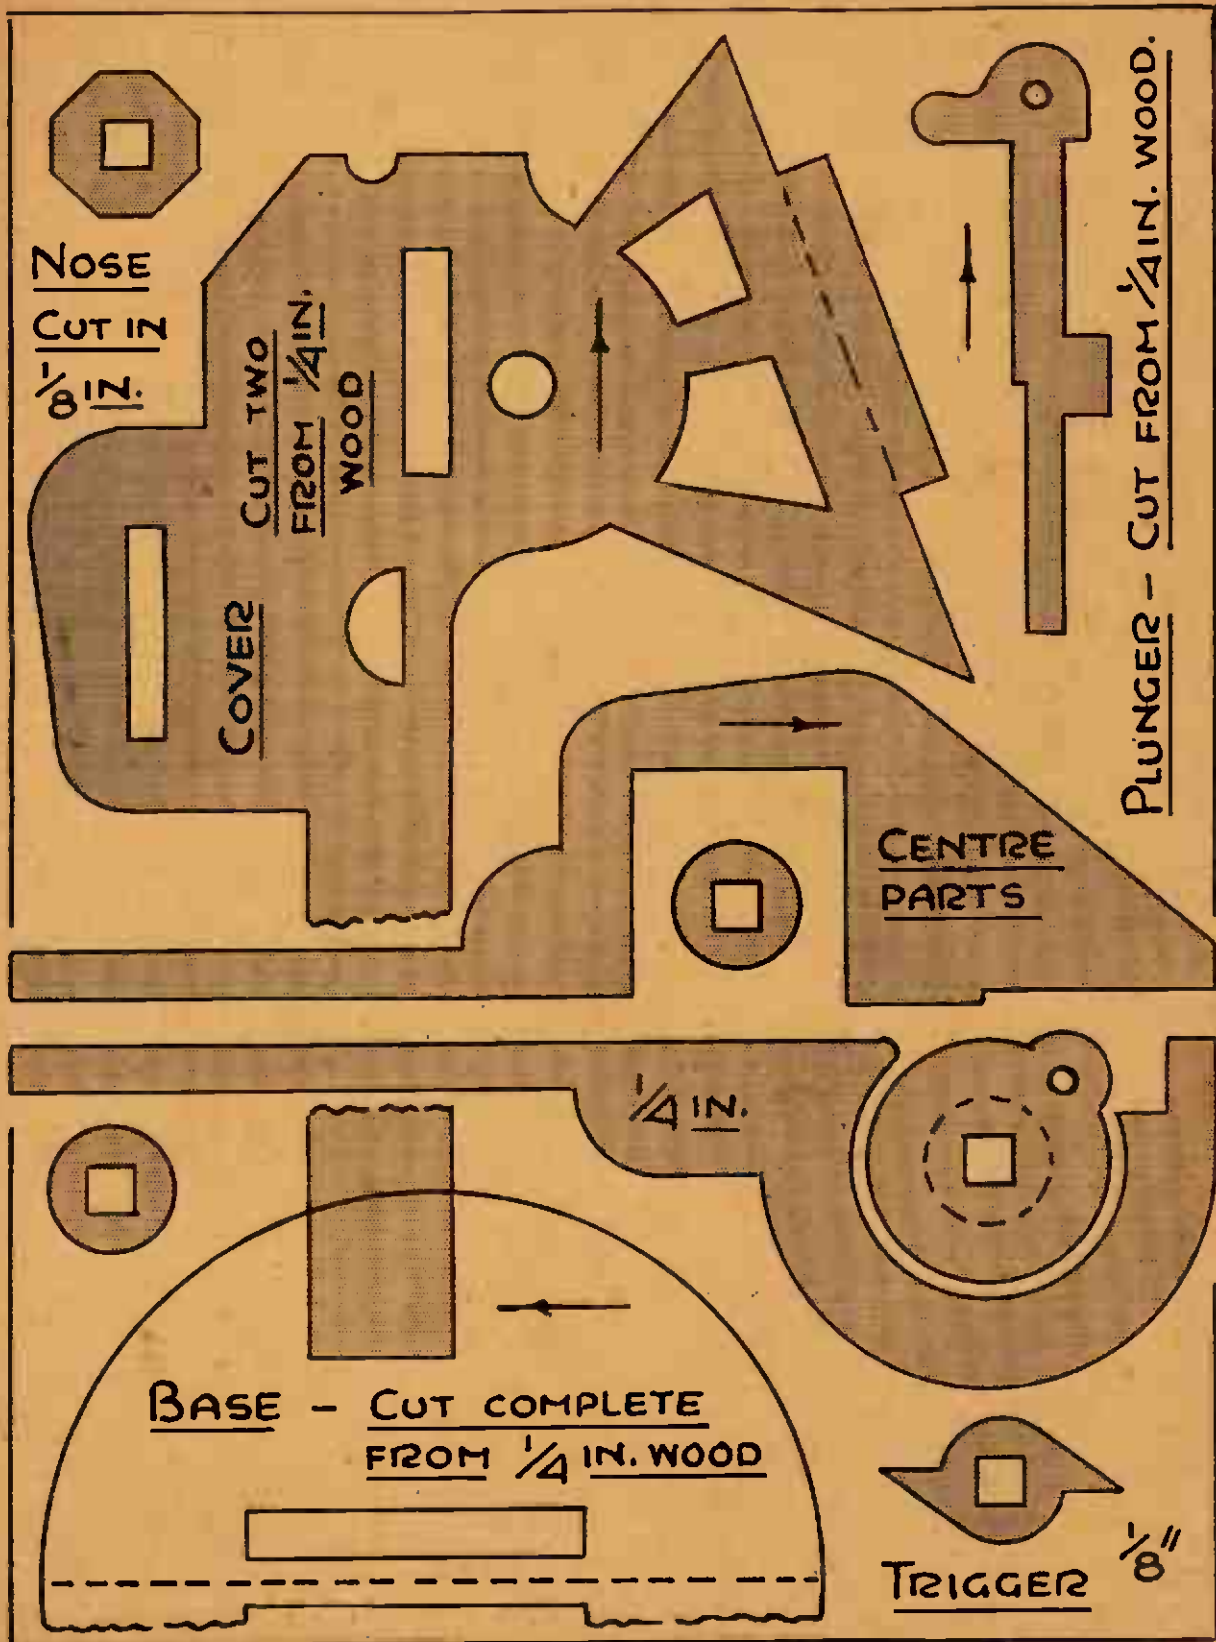 NOSE
CUT IN
1/8 IN.
COVER
CUT TWO
FROM 1/4 IN.
WOOD
PLUNGER - CUT FROM 1/4 IN. WOOD.
CENTRE
PARTS
1/4 IN.
BASE - CUT COMPLETE
FROM 1/4 IN. WOOD
TRIGGER 1/8"